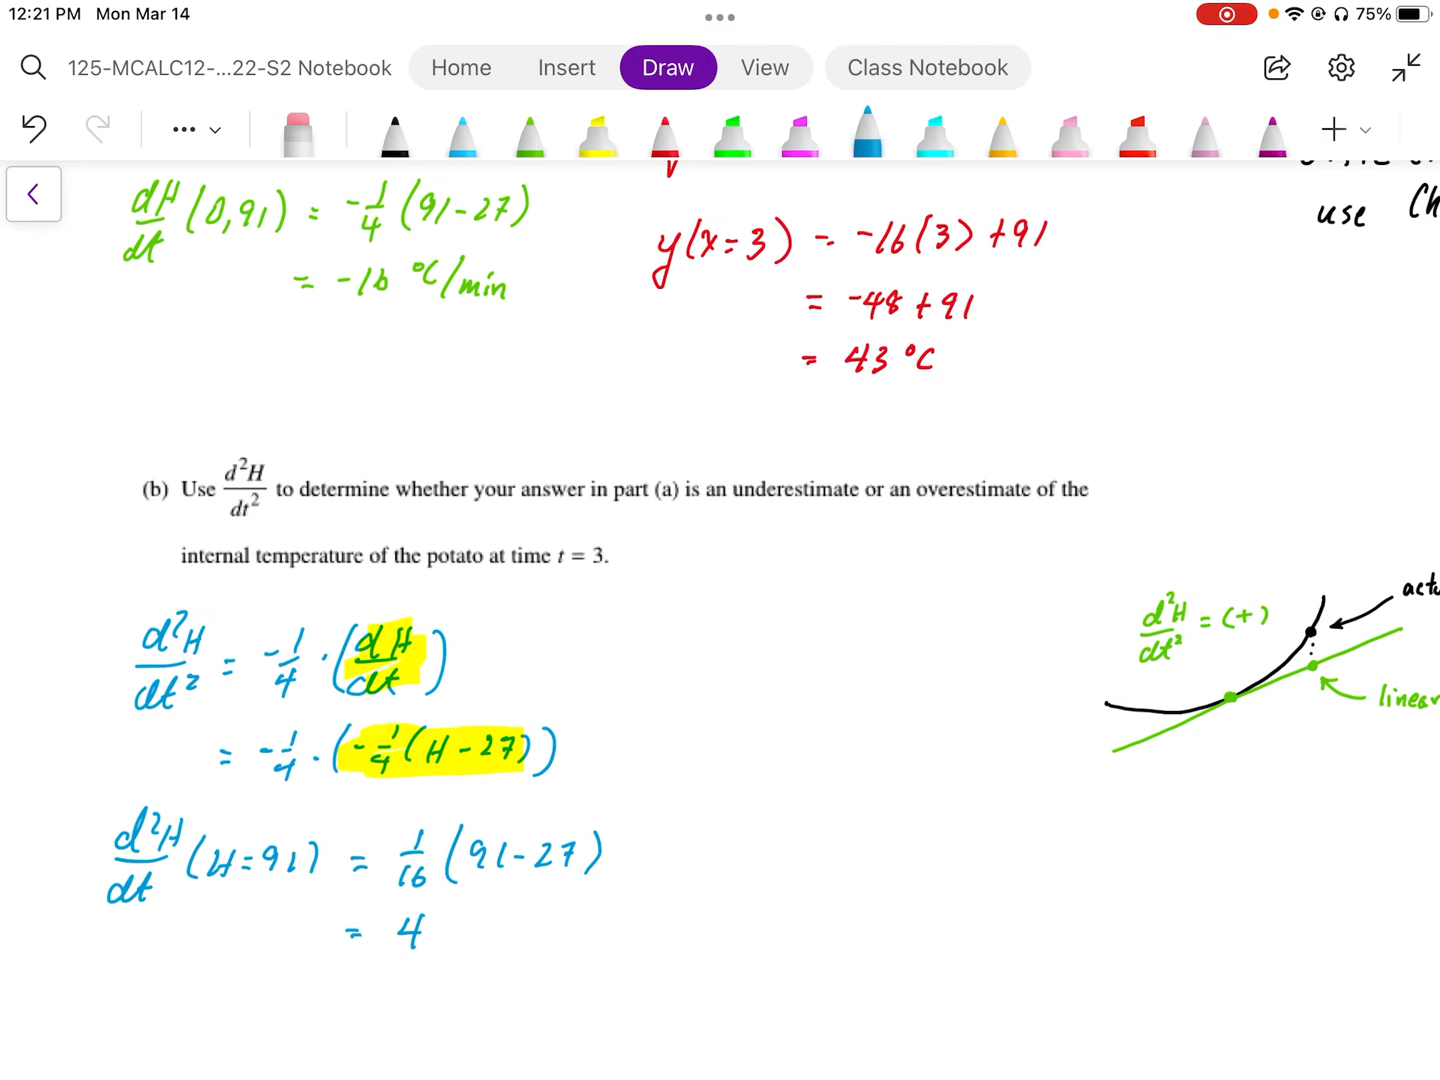 12:21 PM Mon Mar 14
75%
125-MCALC12-...22-S2 Notebook Home Insert Draw View Class Notebook
dH/dt (0,91) = -1/4 (91-27)
= -16 °C/min
y(x=3) = -16(3)+91
= -48+91
= 43 °C
use
(b) Use d²H/dt² to determine whether your answer in part (a) is an underestimate or an overestimate of the
internal temperature of the potato at time t = 3.
d²H/dt² = -1/4 · (dH/dt)
= -1/4 · (-1/4 (H-27))
d²H/dt (H=91) = 1/16 (91-27)
= 4
d²H/dt² = (+)
actu
linear